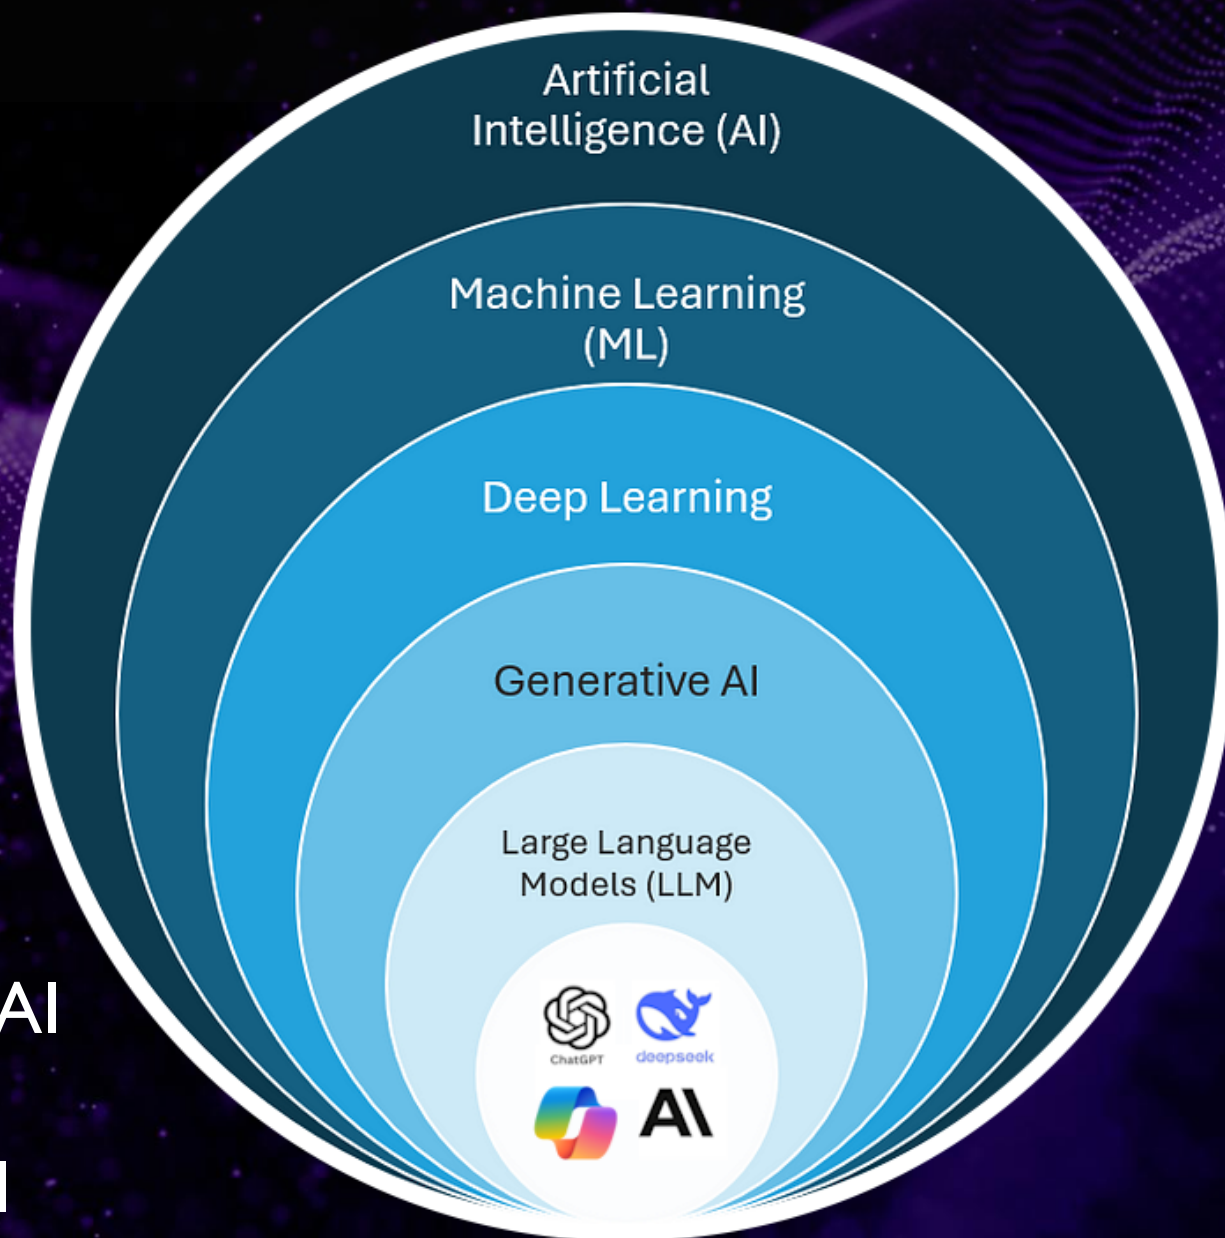 Artificial
Intelligence (AI)
Machine Learning
(ML)
Deep Learning
Generative AI
Large Language
Models (LLM)
ChatGPT
deepseek
AI
AI